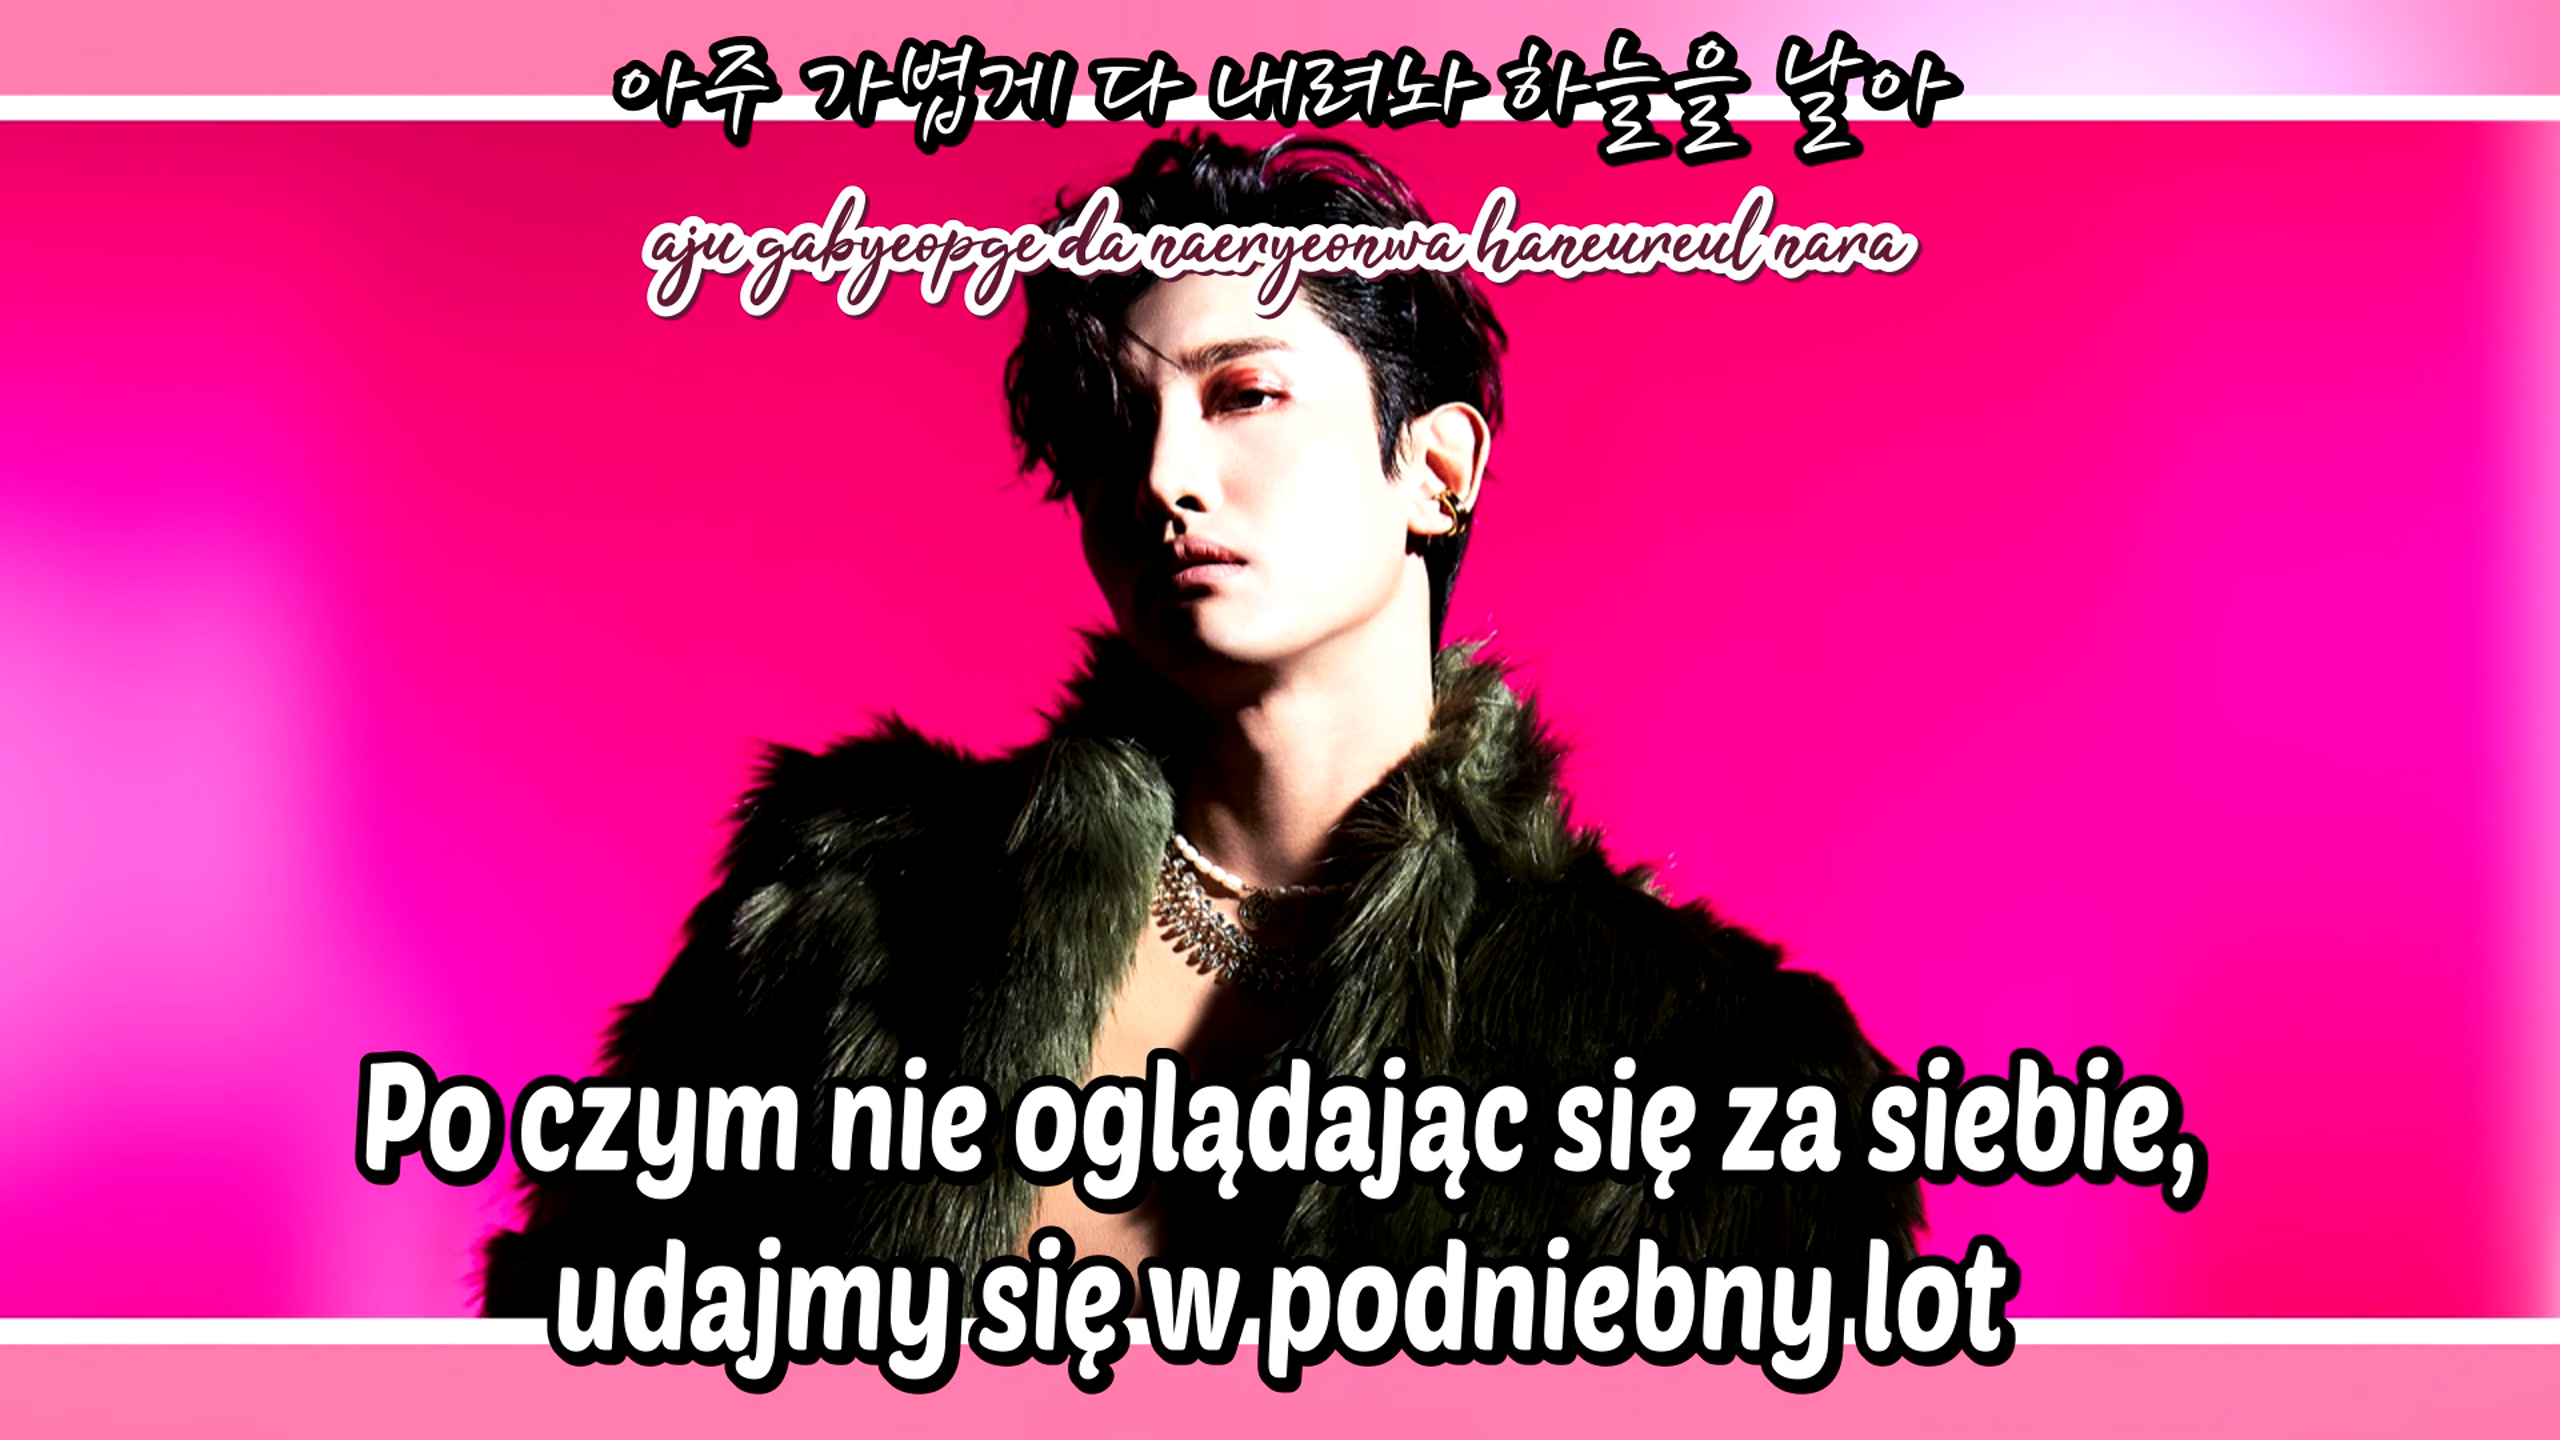 아주 가볍게 다 내려놔 하늘을 날아
aju gabyeopge da naeryeonwa haneureul nara
Po czym nie oglądając się za siebie,
udajmy się w podniebny lot